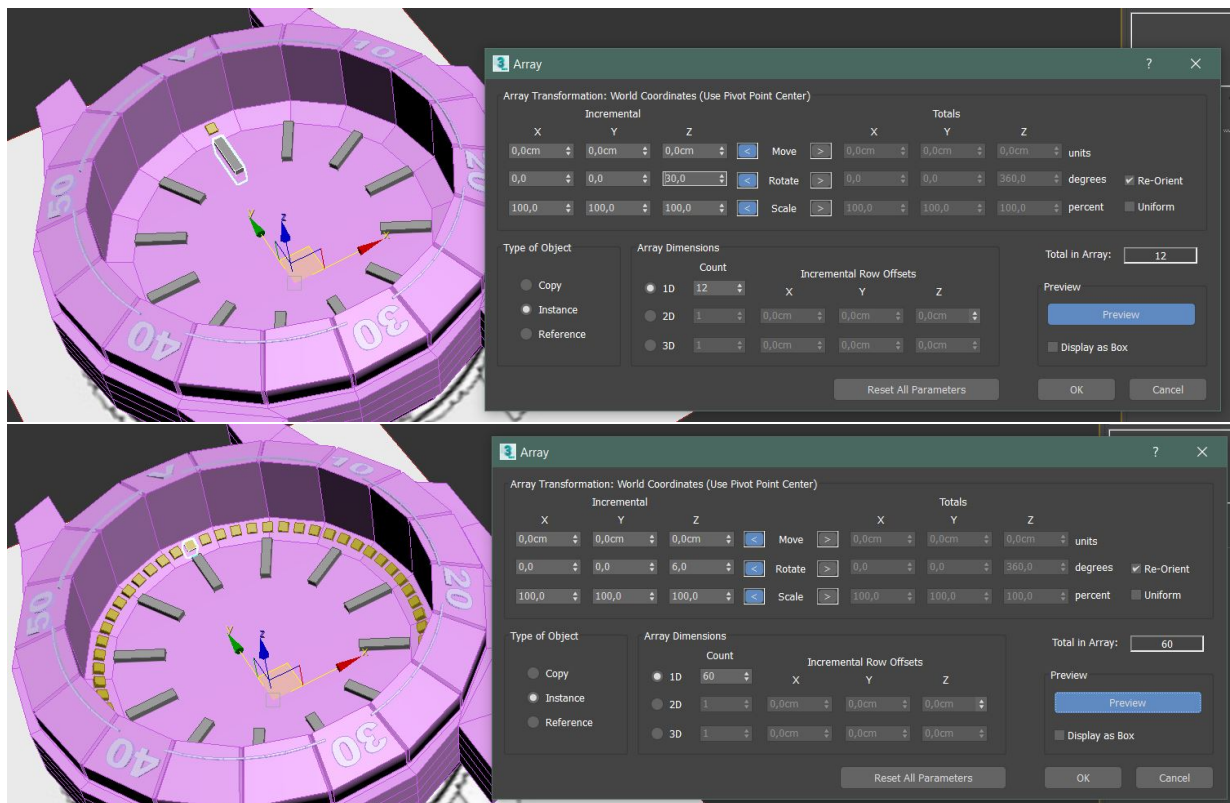 3 Array ? ×
Array Transformation: World Coordinates (Use Pivot Point Center)
Incremental Totals
X Y Z X Y Z
0,0cm 0,0cm 0,0cm < Move > 0,0cm 0,0cm 0,0cm units
0,0 0,0 30,0 < Rotate > 0,0 0,0 360,0 degrees Re-Orient
100,0 100,0 100,0 < Scale > 100,0 100,0 100,0 percent Uniform
Type of Object Array Dimensions Total in Array: 12
Count Incremental Row Offsets
Copy 1D 12 X Y Z Preview
Instance 2D 1 0,0cm 0,0cm 0,0cm Preview
Reference 3D 1 0,0cm 0,0cm 0,0cm Display as Box
Reset All Parameters OK Cancel
10
20
30
40
50
3 Array ? ×
Array Transformation: World Coordinates (Use Pivot Point Center)
Incremental Totals
X Y Z X Y Z
0,0cm 0,0cm 0,0cm < Move > 0,0cm 0,0cm 0,0cm units
0,0 0,0 6,0 < Rotate > 0,0 0,0 360,0 degrees Re-Orient
100,0 100,0 100,0 < Scale > 100,0 100,0 100,0 percent Uniform
Type of Object Array Dimensions Total in Array: 60
Count Incremental Row Offsets
Copy 1D 60 X Y Z Preview
Instance 2D 1 0,0cm 0,0cm 0,0cm Preview
Reference 3D 1 0,0cm 0,0cm 0,0cm Display as Box
Reset All Parameters OK Cancel
10
20
30
40
50